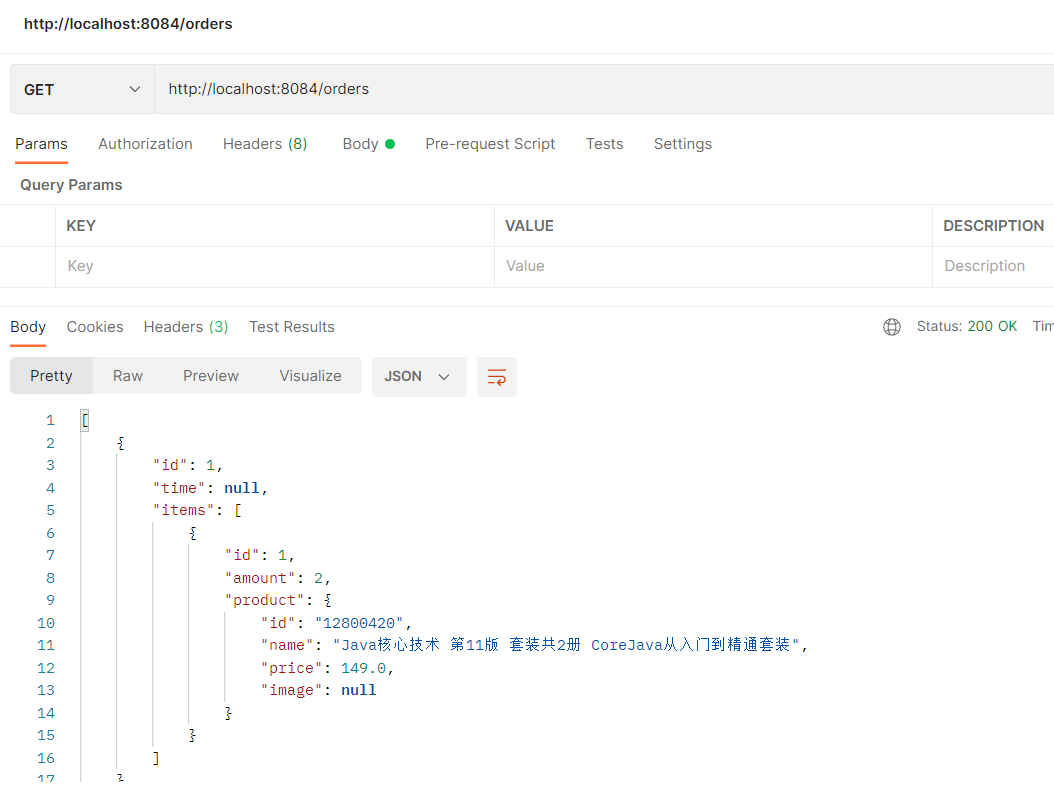 http://localhost:8084/orders
GET http://localhost:8084/orders
Params Authorization Headers (8) Body Pre-request Script Tests Settings
Query Params
KEY VALUE DESCRIPTION
Key Value Description
Body Cookies Headers (3) Test Results Status: 200 OK Tim
Pretty Raw Preview Visualize JSON
1 [
2 {
3 "id": 1,
4 "time": null,
5 "items": [
6 {
7 "id": 1,
8 "amount": 2,
9 "product": {
10 "id": "12800420",
11 "name": "Java核心技术 第11版 套装共2册 CoreJava从入门到精通套装",
12 "price": 149.0,
13 "image": null
14 }
15 }
16 ]
17 }